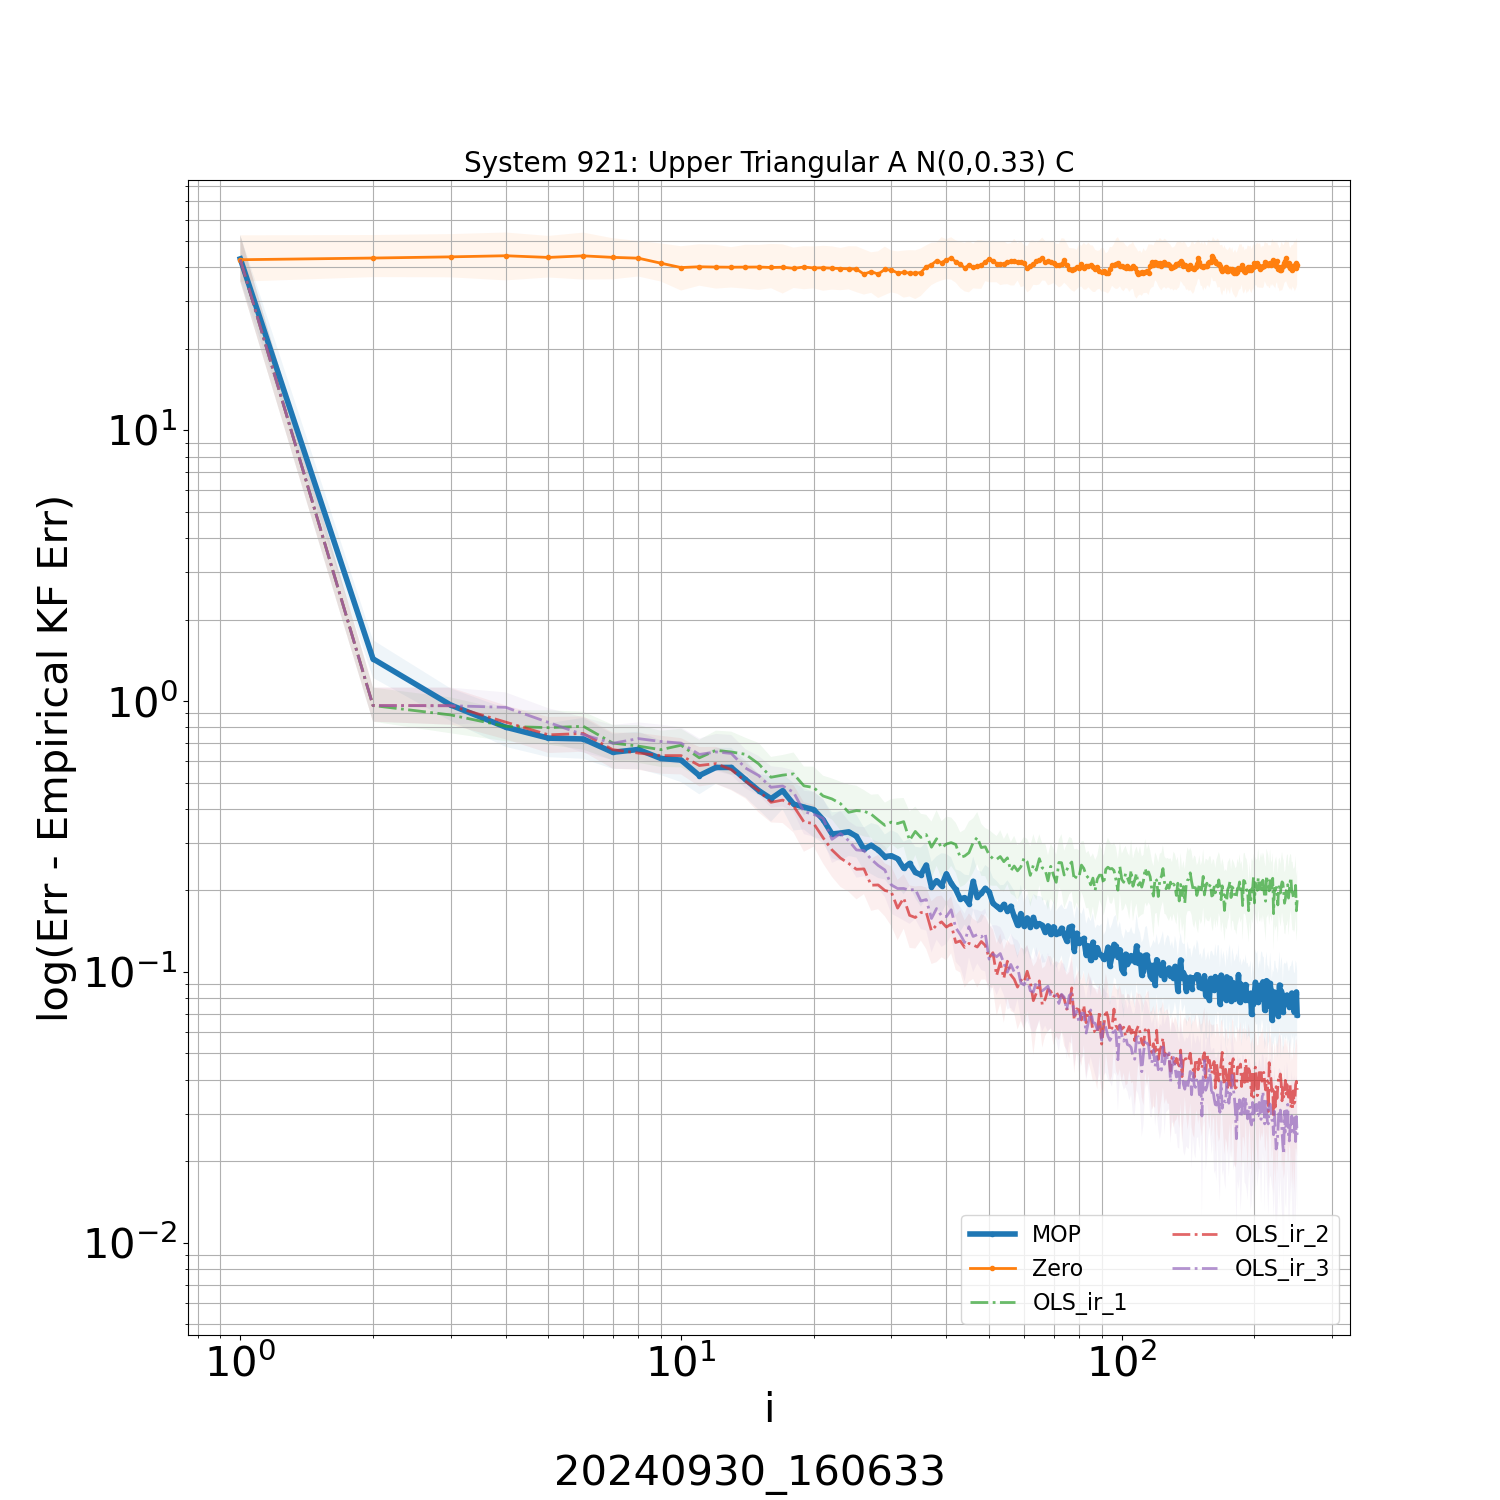 System 921: Upper Triangular A N(0,0.33) C
log(Err - Empirical KF Err)
10^1
10^0
10^-1
10^-2
10^0
10^1
10^2
i
MOP
Zero
OLS_ir_1
OLS_ir_2
OLS_ir_3
20240930_160633